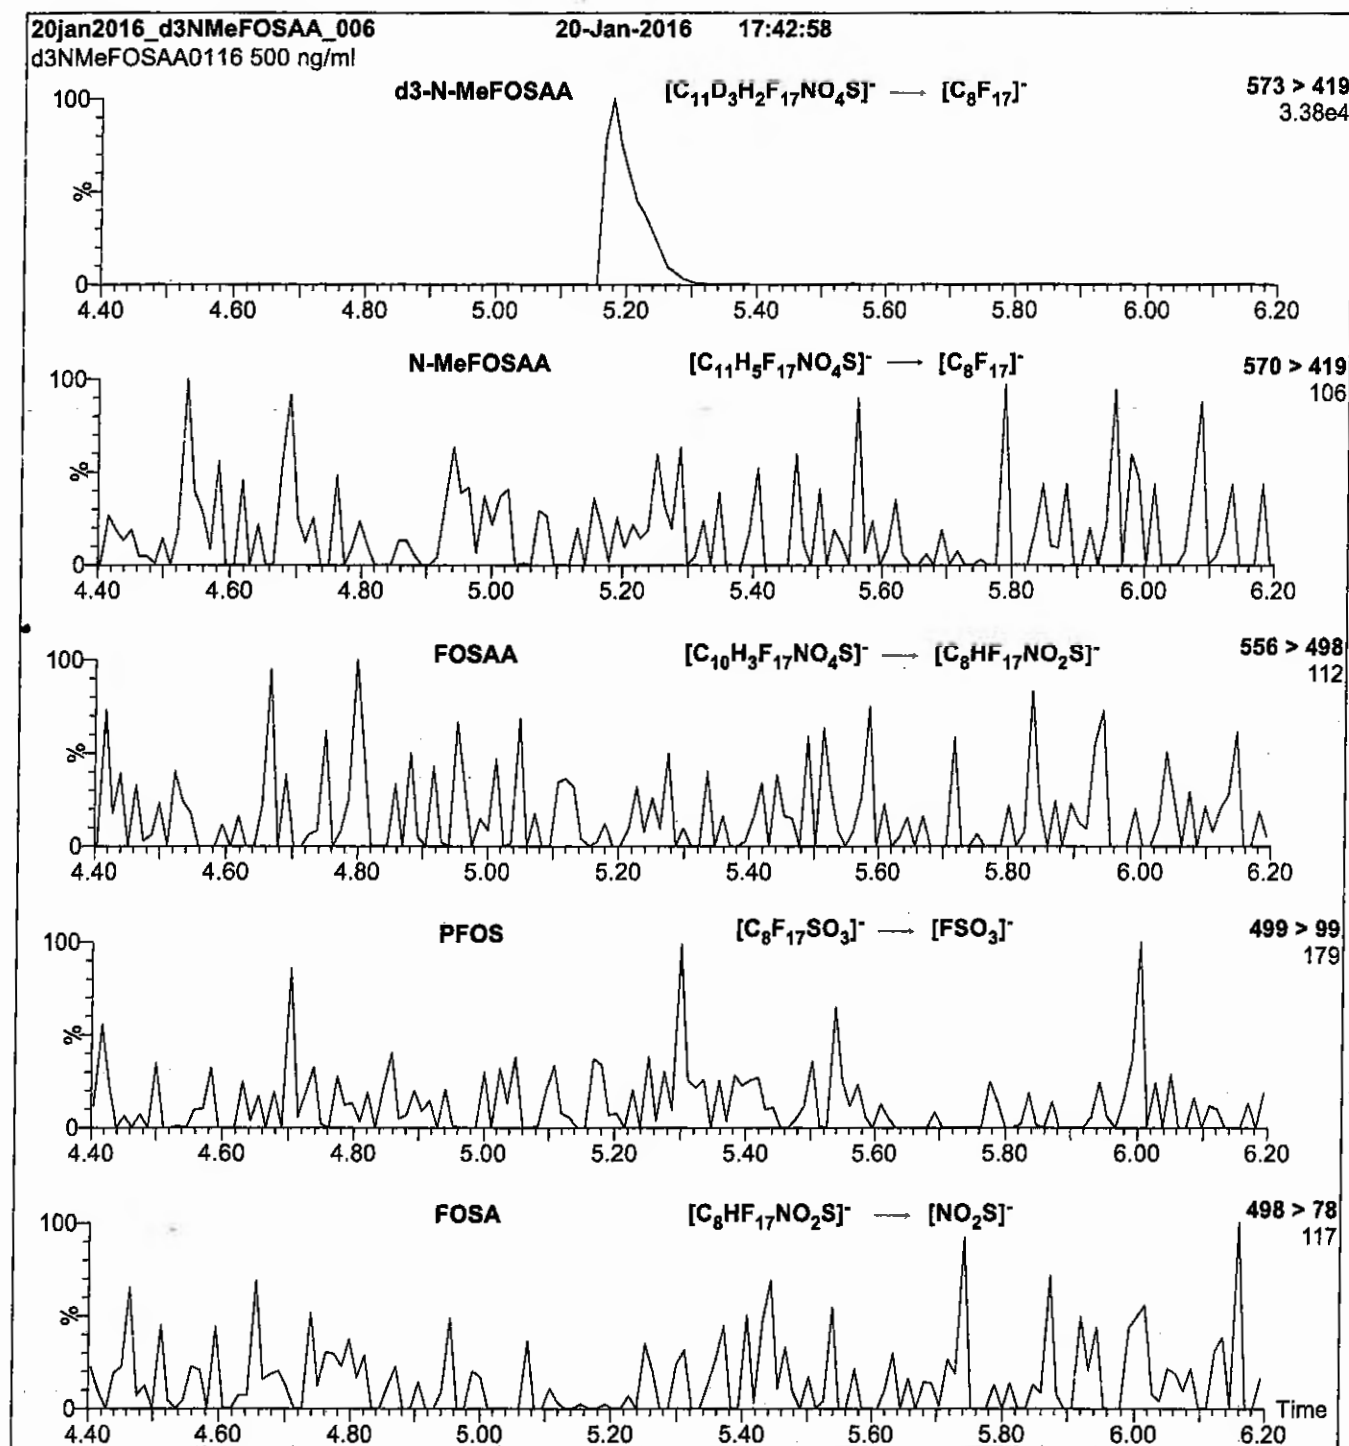 20jan2016_d3NMeFOSAA_006 20-Jan-2016 17:42:58
d3NMeFOSAA0116 500 ng/ml
d3-N-MeFOSAA [C11D3H2F17NO4S]- → [C8F17]- 573 > 419
3.38e4
100
%
0
4.40 4.60 4.80 5.00 5.20 5.40 5.60 5.80 6.00 6.20
N-MeFOSAA [C11H5F17NO4S]- → [C8F17]- 570 > 419
106
100
%
0
4.40 4.60 4.80 5.00 5.20 5.40 5.60 5.80 6.00 6.20
FOSAA [C10H3F17NO4S]- → [C8HF17NO2S]- 556 > 498
112
100
%
0
4.40 4.60 4.80 5.00 5.20 5.40 5.60 5.80 6.00 6.20
PFOS [C8F17SO3]- → [FSO3]- 499 > 99
179
100
%
0
4.40 4.60 4.80 5.00 5.20 5.40 5.60 5.80 6.00 6.20
FOSA [C8HF17NO2S]- → [NO2S]- 498 > 78
117
100
%
0
Time
4.40 4.60 4.80 5.00 5.20 5.40 5.60 5.80 6.00 6.20